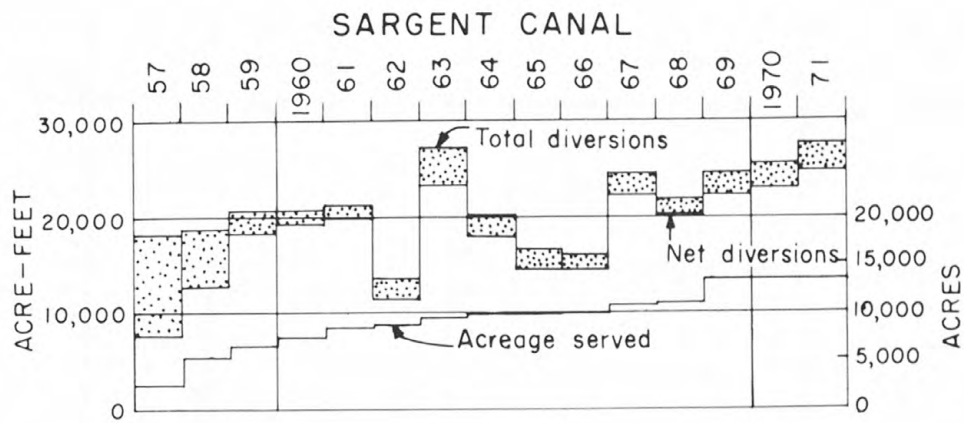 SARGENT CANAL
57 58 59 1960 61 62 63 64 65 66 67 68 69 1970 71
30,000
Total diversions
20,000 20,000
Net diversions
15,000
10,000 10,000
Acreage served
5,000
0 0
ACRE-FEET
ACRES